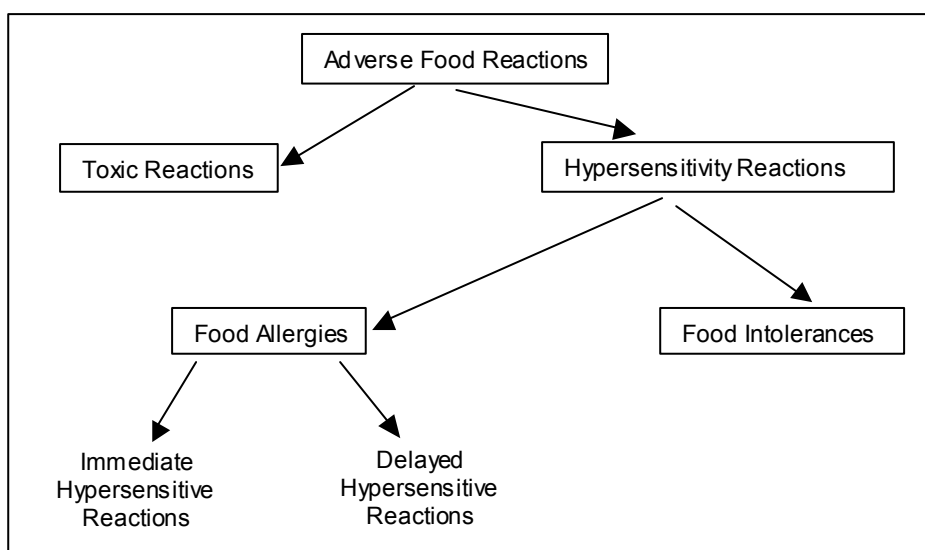 Adverse Food Reactions
Toxic Reactions
Hypersensitivity Reactions
Food Allergies
Food Intolerances
Immediate
Hypersensitive
Reactions
Delayed
Hypersensitive
Reactions